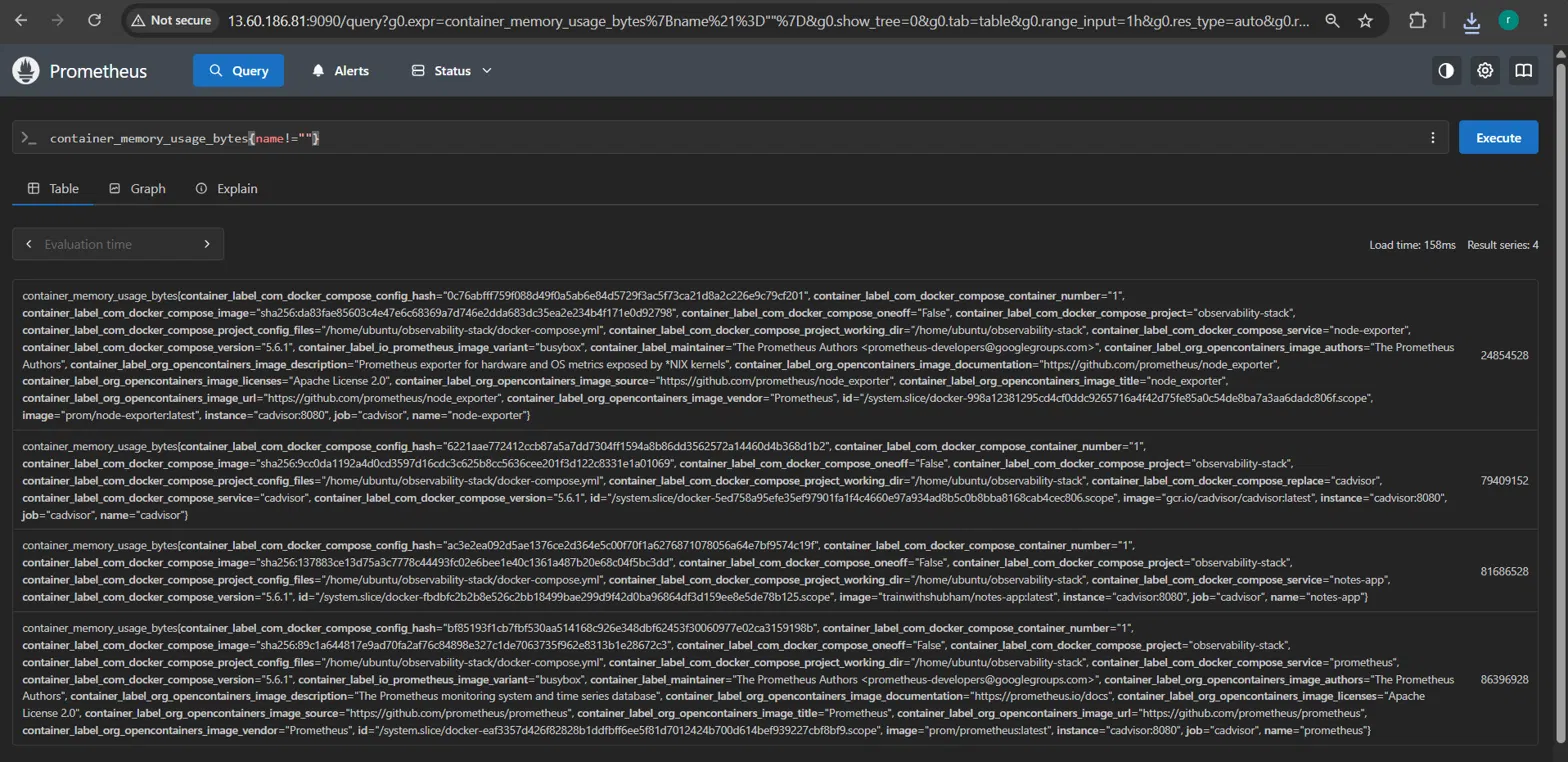 Not secure
13.60.186.81:9090/query?g0.expr=container_memory_usage_bytes%7Bname%21%3D""%7D&g0.show_tree=0&g0.tab=table&g0.range_input=1h&g0.res_type=auto&g0.r...
r
Prometheus
Query
Alerts
Status
>_ container_memory_usage_bytes{name!=""}
Execute
Table
Graph
Explain
Evaluation time
Load time: 158ms Result series: 4
container_memory_usage_bytes{container_label_com_docker_compose_config_hash="0c76abfff759f088d49f0a5ab6e84d5729f3ac5f73ca21d8a2c226e9c79cf201", container_label_com_docker_compose_container_number="1",
container_label_com_docker_compose_image="sha256:da83fae85603c4e47e6c68369a7d746e2dda683dc35ea2e234b4f171e0d92798", container_label_com_docker_compose_oneoff="False", container_label_com_docker_compose_project="observability-stack",
container_label_com_docker_compose_project_config_files="/home/ubuntu/observability-stack/docker-compose.yml", container_label_com_docker_compose_project_working_dir="/home/ubuntu/observability-stack", container_label_com_docker_compose_service="node-exporter",
container_label_com_docker_compose_version="5.6.1", container_label_io_prometheus_image_variant="busybox", container_label_maintainer="The Prometheus Authors <prometheus-developers@googlegroups.com>", container_label_org_opencontainers_image_authors="The Prometheus
Authors", container_label_org_opencontainers_image_description="Prometheus exporter for hardware and OS metrics exposed by *NIX kernels", container_label_org_opencontainers_image_documentation="https://github.com/prometheus/node_exporter",
container_label_org_opencontainers_image_licenses="Apache License 2.0", container_label_org_opencontainers_image_source="https://github.com/prometheus/node_exporter", container_label_org_opencontainers_image_title="node_exporter",
container_label_org_opencontainers_image_url="https://github.com/prometheus/node_exporter", container_label_org_opencontainers_image_vendor="Prometheus", id="/system.slice/docker-998a12381295cd4cf0ddc9265716a4f42d75fe85a0c54de8ba7a3aa6dadc806f.scope",
image="prom/node-exporter:latest", instance="cadvisor:8080", job="cadvisor", name="node-exporter"}
24854528
container_memory_usage_bytes{container_label_com_docker_compose_config_hash="6221aae772412ccb87a5a7dd7304ff1594a8b86dd3562572a14460d4b368d1b2", container_label_com_docker_compose_container_number="1",
container_label_com_docker_compose_image="sha256:9cc0da1192a4d0cd3597d16cdc3c625b8cc5636cee201f3d122c8331e1a01069", container_label_com_docker_compose_oneoff="False", container_label_com_docker_compose_project="observability-stack",
container_label_com_docker_compose_project_config_files="/home/ubuntu/observability-stack/docker-compose.yml", container_label_com_docker_compose_project_working_dir="/home/ubuntu/observability-stack", container_label_com_docker_compose_replace="cadvisor",
container_label_com_docker_compose_service="cadvisor", container_label_com_docker_compose_version="5.6.1", id="/system.slice/docker-5ed758a95efe35ef97901fa1f4c4660e97a934ad8b5c0b8bba8168cab4cec806.scope", image="gcr.io/cadvisor/cadvisor:latest", instance="cadvisor:8080",
job="cadvisor", name="cadvisor"}
79409152
container_memory_usage_bytes{container_label_com_docker_compose_config_hash="ac3e2ea092d5ae1376ce2d364e5c00f70f1a6276871078056a64e7bf9574c19f", container_label_com_docker_compose_container_number="1",
container_label_com_docker_compose_image="sha256:137883ce13d75a3c7778c44493fc02e6bee1e40c1361a487b20e68c04f5bc3dd", container_label_com_docker_compose_oneoff="False", container_label_com_docker_compose_project="observability-stack",
container_label_com_docker_compose_project_config_files="/home/ubuntu/observability-stack/docker-compose.yml", container_label_com_docker_compose_project_working_dir="/home/ubuntu/observability-stack", container_label_com_docker_compose_service="notes-app",
container_label_com_docker_compose_version="5.6.1", id="/system.slice/docker-fbdbfc2b2b8e526c2bb18499bae299d9f42d0ba96864df3d159ee8e5de78b125.scope", image="trainwithshubham/notes-app:latest", instance="cadvisor:8080", job="cadvisor", name="notes-app"}
81686528
container_memory_usage_bytes{container_label_com_docker_compose_config_hash="bf85193f1cb7fbf530aa514168c926e348dbf62453f30060977e02ca3159198b", container_label_com_docker_compose_container_number="1",
container_label_com_docker_compose_image="sha256:89c1a644817e9ad70fa2af76c84898e327c1de7063735f962e8313b1e28672c3", container_label_com_docker_compose_oneoff="False", container_label_com_docker_compose_project="observability-stack",
container_label_com_docker_compose_project_config_files="/home/ubuntu/observability-stack/docker-compose.yml", container_label_com_docker_compose_project_working_dir="/home/ubuntu/observability-stack", container_label_com_docker_compose_service="prometheus",
container_label_com_docker_compose_version="5.6.1", container_label_io_prometheus_image_variant="busybox", container_label_maintainer="The Prometheus Authors <prometheus-developers@googlegroups.com>", container_label_org_opencontainers_image_authors="The Prometheus
Authors", container_label_org_opencontainers_image_description="The Prometheus monitoring system and time series database", container_label_org_opencontainers_image_documentation="https://prometheus.io/docs", container_label_org_opencontainers_image_licenses="Apache
License 2.0", container_label_org_opencontainers_image_source="https://github.com/prometheus/prometheus", container_label_org_opencontainers_image_title="Prometheus", container_label_org_opencontainers_image_url="https://github.com/prometheus/prometheus",
container_label_org_opencontainers_image_vendor="Prometheus", id="/system.slice/docker-eaf3357d426f82828b1ddfbff6ee5f81d7012424b700d614bef939227cbf8bf9.scope", image="prom/prometheus:latest", instance="cadvisor:8080", job="cadvisor", name="prometheus"}
86396928